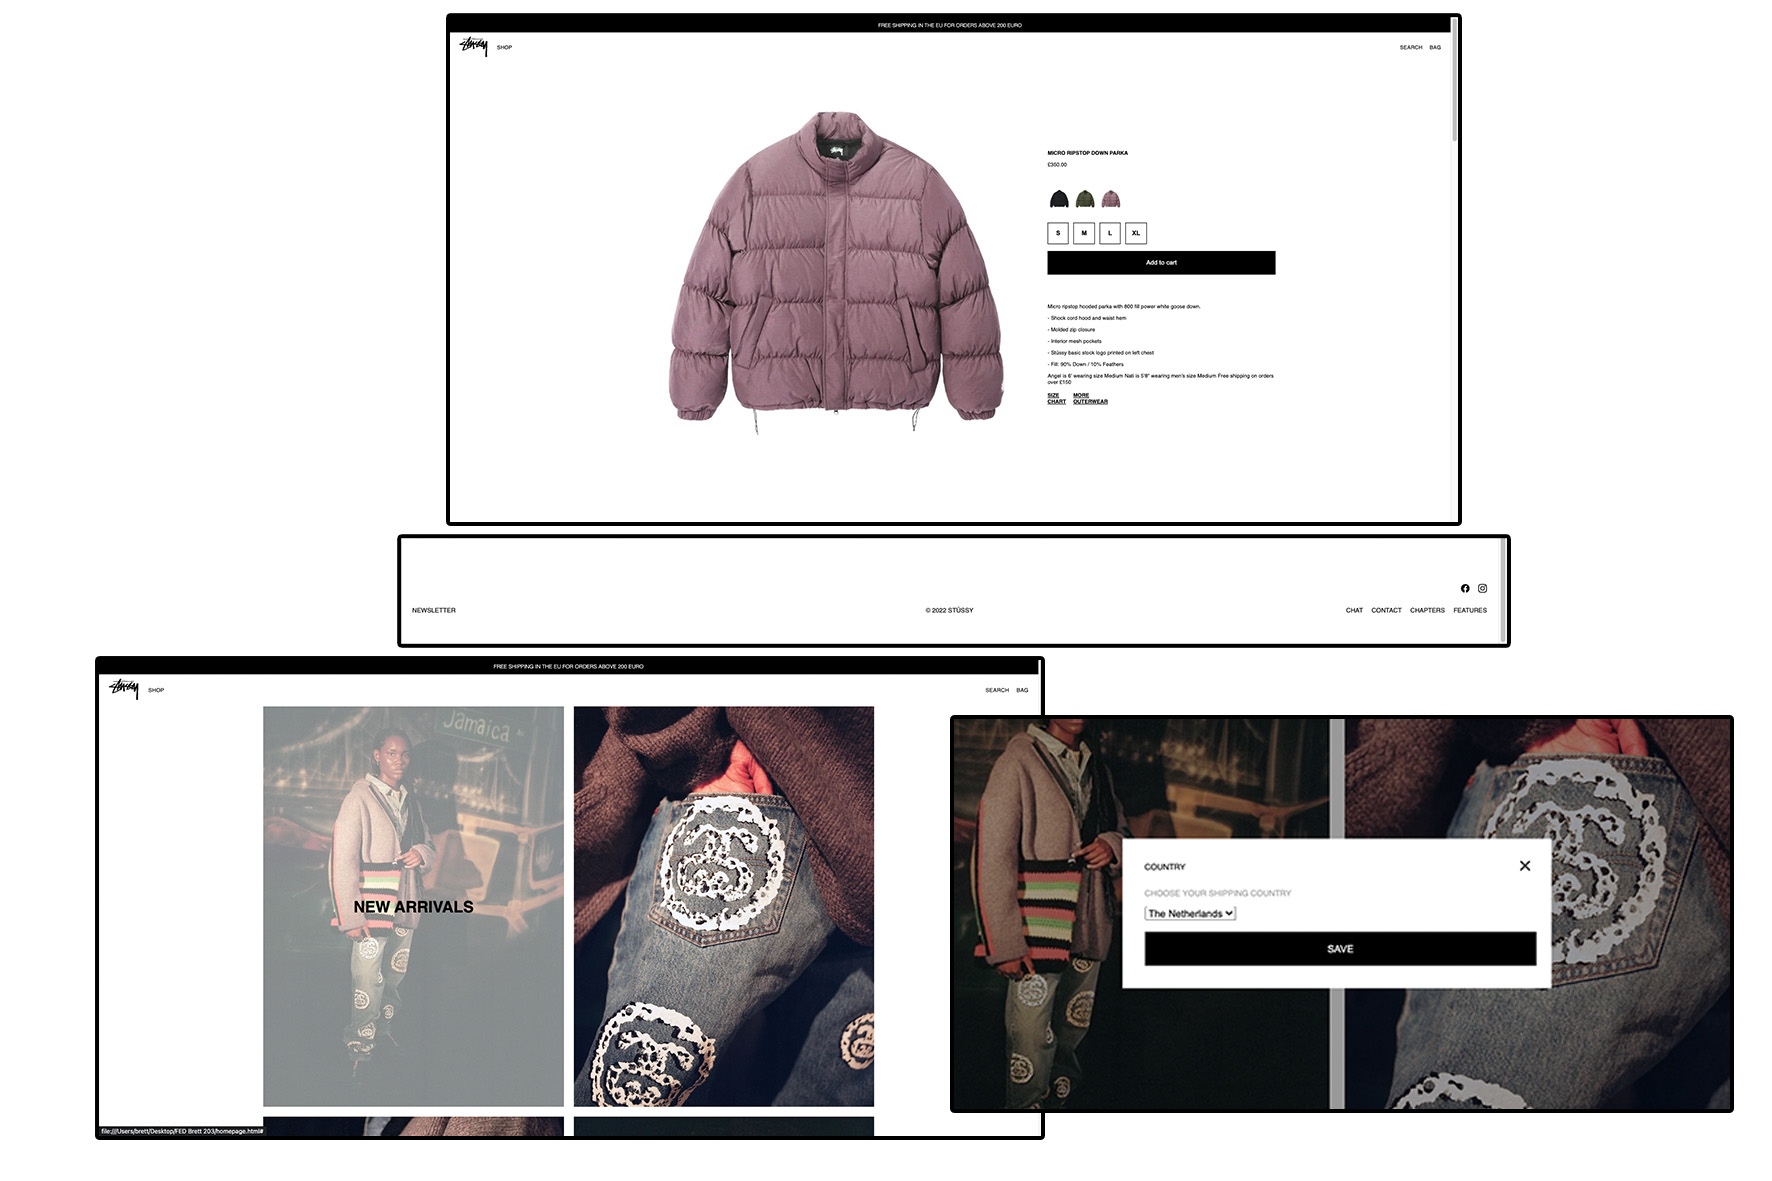 FREE SHIPPING IN THE EU FOR ORDERS ABOVE 200 EURO
Stüssy SHOP SEARCH BAG
MICRO RIPSTOP DOWN PARKA
£350.00
S M L XL
Add to cart
Micro ripstop hooded parka with 600 fill power white goose down.
- Shock cord hood and waist hem
- Molded zip closure
- Interior mesh pockets
- Stüssy basic stock logo printed on left chest
- Fill: 90% Down / 10% Feathers
Angel is 6' wearing size Medium Nati is 5'8" wearing men's size Medium Free shipping on orders
over £150
SIZE MORE
CHART OUTERWEAR
NEWSLETTER © 2022 STÜSSY CHAT CONTACT CHAPTERS FEATURES
FREE SHIPPING IN THE EU FOR ORDERS ABOVE 200 EURO
Stüssy SHOP SEARCH BAG
Jamaica Av
NEW ARRIVALS
file:///Users/brett/Desktop/FED Brett 203/homepage.html#
COUNTRY
CHOOSE YOUR SHIPPING COUNTRY
The Netherlands
SAVE